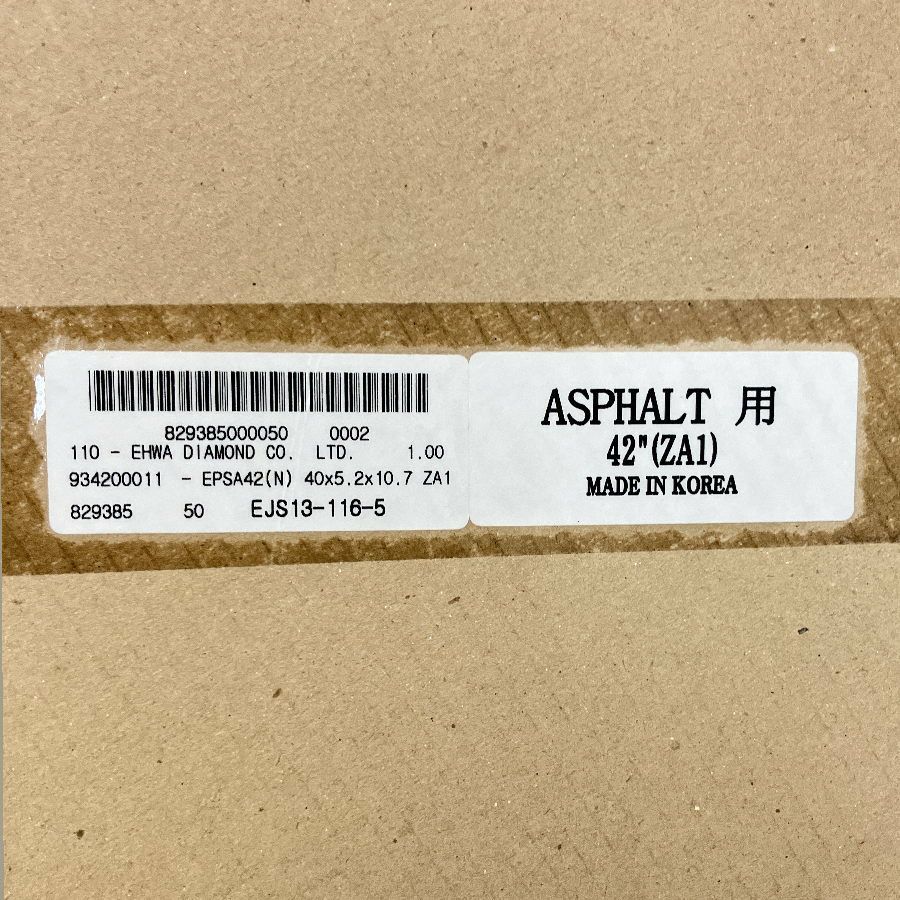 829385000050 0002
110 - EHWA DIAMOND CO. LTD. 1.00
934200011 - EPSA42(N) 40x5.2x10.7 ZA1
829385 50 EJS13-116-5
ASPHALT 用
42"(ZA1)
MADE IN KOREA